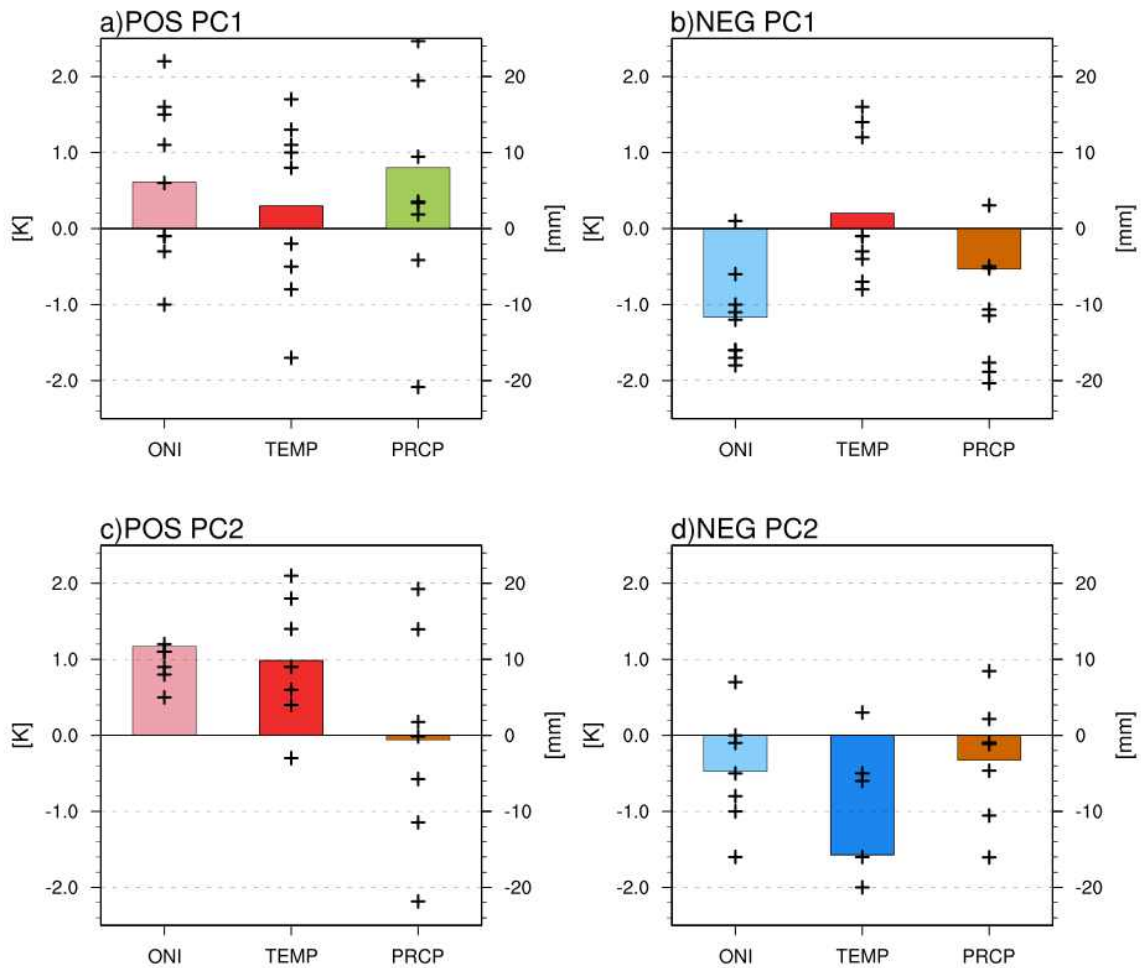 a)POS PC1
b)NEG PC1
2.0
1.0
0.0
-1.0
-2.0
[K]
20
10
0
-10
-20
[mm]
ONI TEMP PRCP
2.0
1.0
0.0
-1.0
-2.0
[K]
20
10
0
-10
-20
[mm]
ONI TEMP PRCP
c)POS PC2
d)NEG PC2
2.0
1.0
0.0
-1.0
-2.0
[K]
20
10
0
-10
-20
[mm]
ONI TEMP PRCP
2.0
1.0
0.0
-1.0
-2.0
[K]
20
10
0
-10
-20
[mm]
ONI TEMP PRCP